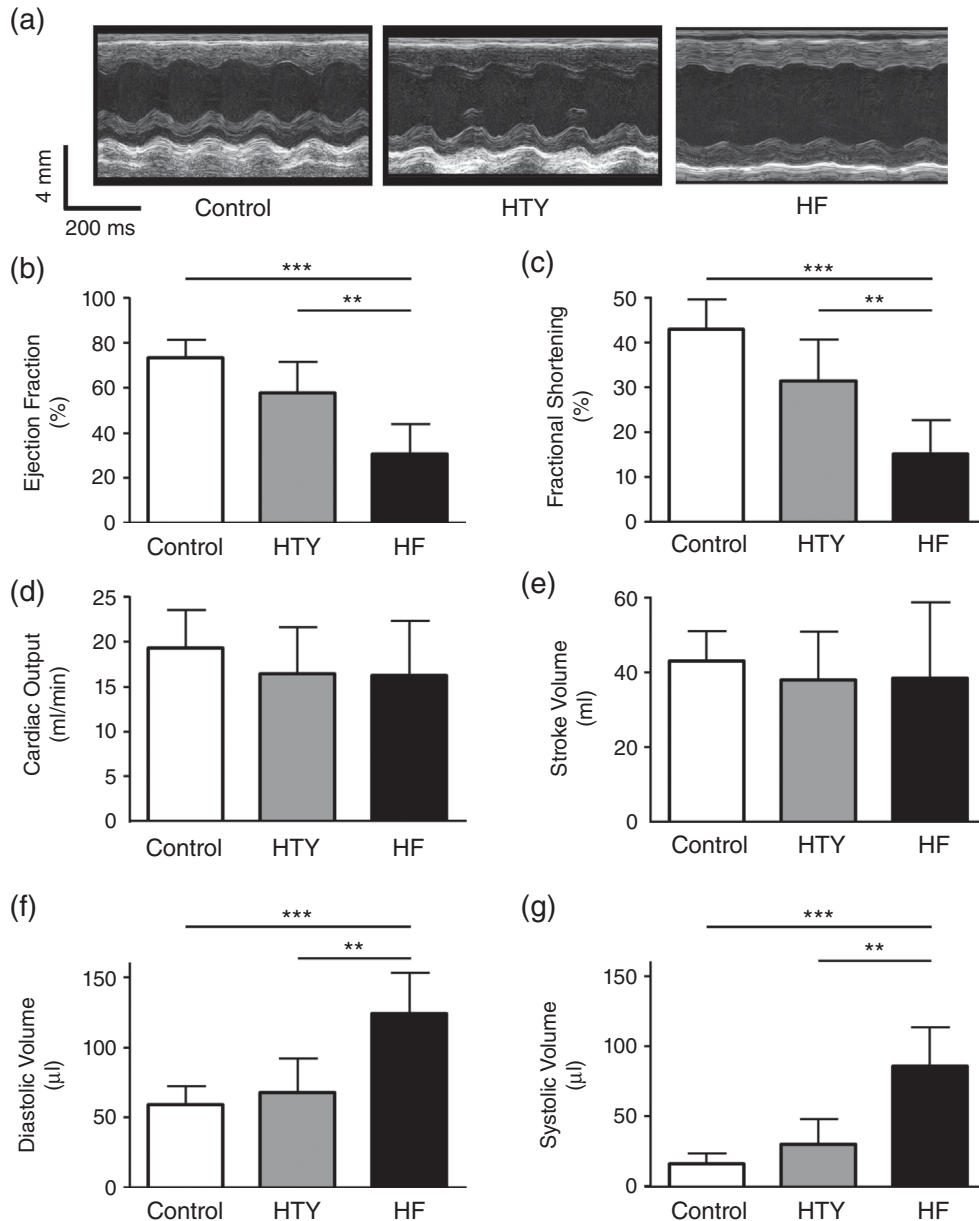 (a)
4 mm
200 ms
Control
HTY
HF
(b)
***
**
Ejection Fraction
(%)
100
80
60
40
20
0
Control
HTY
HF
(c)
***
**
Fractional Shortening
(%)
50
40
30
20
10
0
Control
HTY
HF
(d)
Cardiac Output
(ml/min)
25
20
15
10
5
0
Control
HTY
HF
(e)
Stroke Volume
(ml)
60
40
20
0
Control
HTY
HF
(f)
***
**
Diastolic Volume
(µl)
150
100
50
0
Control
HTY
HF
(g)
***
**
Systolic Volume
(µl)
150
100
50
0
Control
HTY
HF